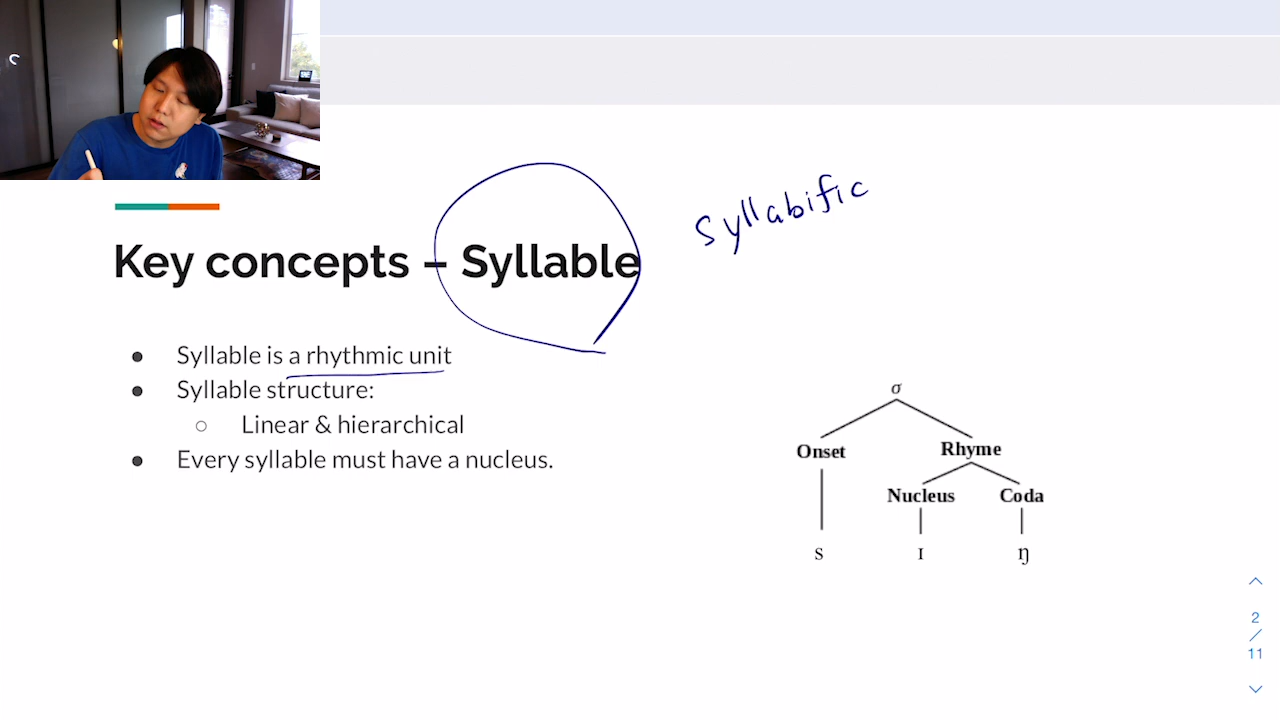 Syllabific
Key concepts – Syllable
● Syllable is a rhythmic unit
● Syllable structure:
○ Linear & hierarchical
● Every syllable must have a nucleus.
σ
Onset Rhyme
Nucleus Coda
s ɪ ŋ
2
/
11